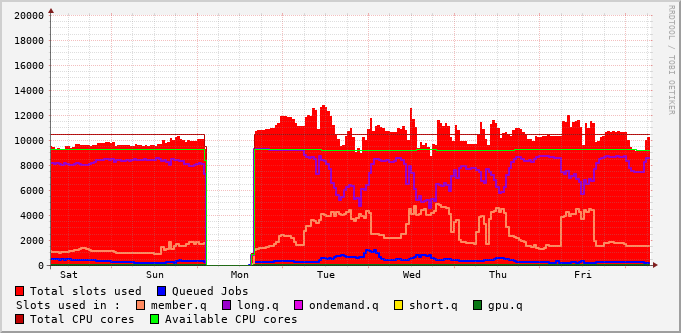 20000
18000
16000
14000
12000
10000
8000
6000
4000
2000
0
Sat Sun Mon Tue Wed Thu Fri
RRDTOOL / TOBI OETIKER
Total slots used Queued Jobs
Slots used in : member.q long.q ondemand.q short.q gpu.q
Total CPU cores Available CPU cores